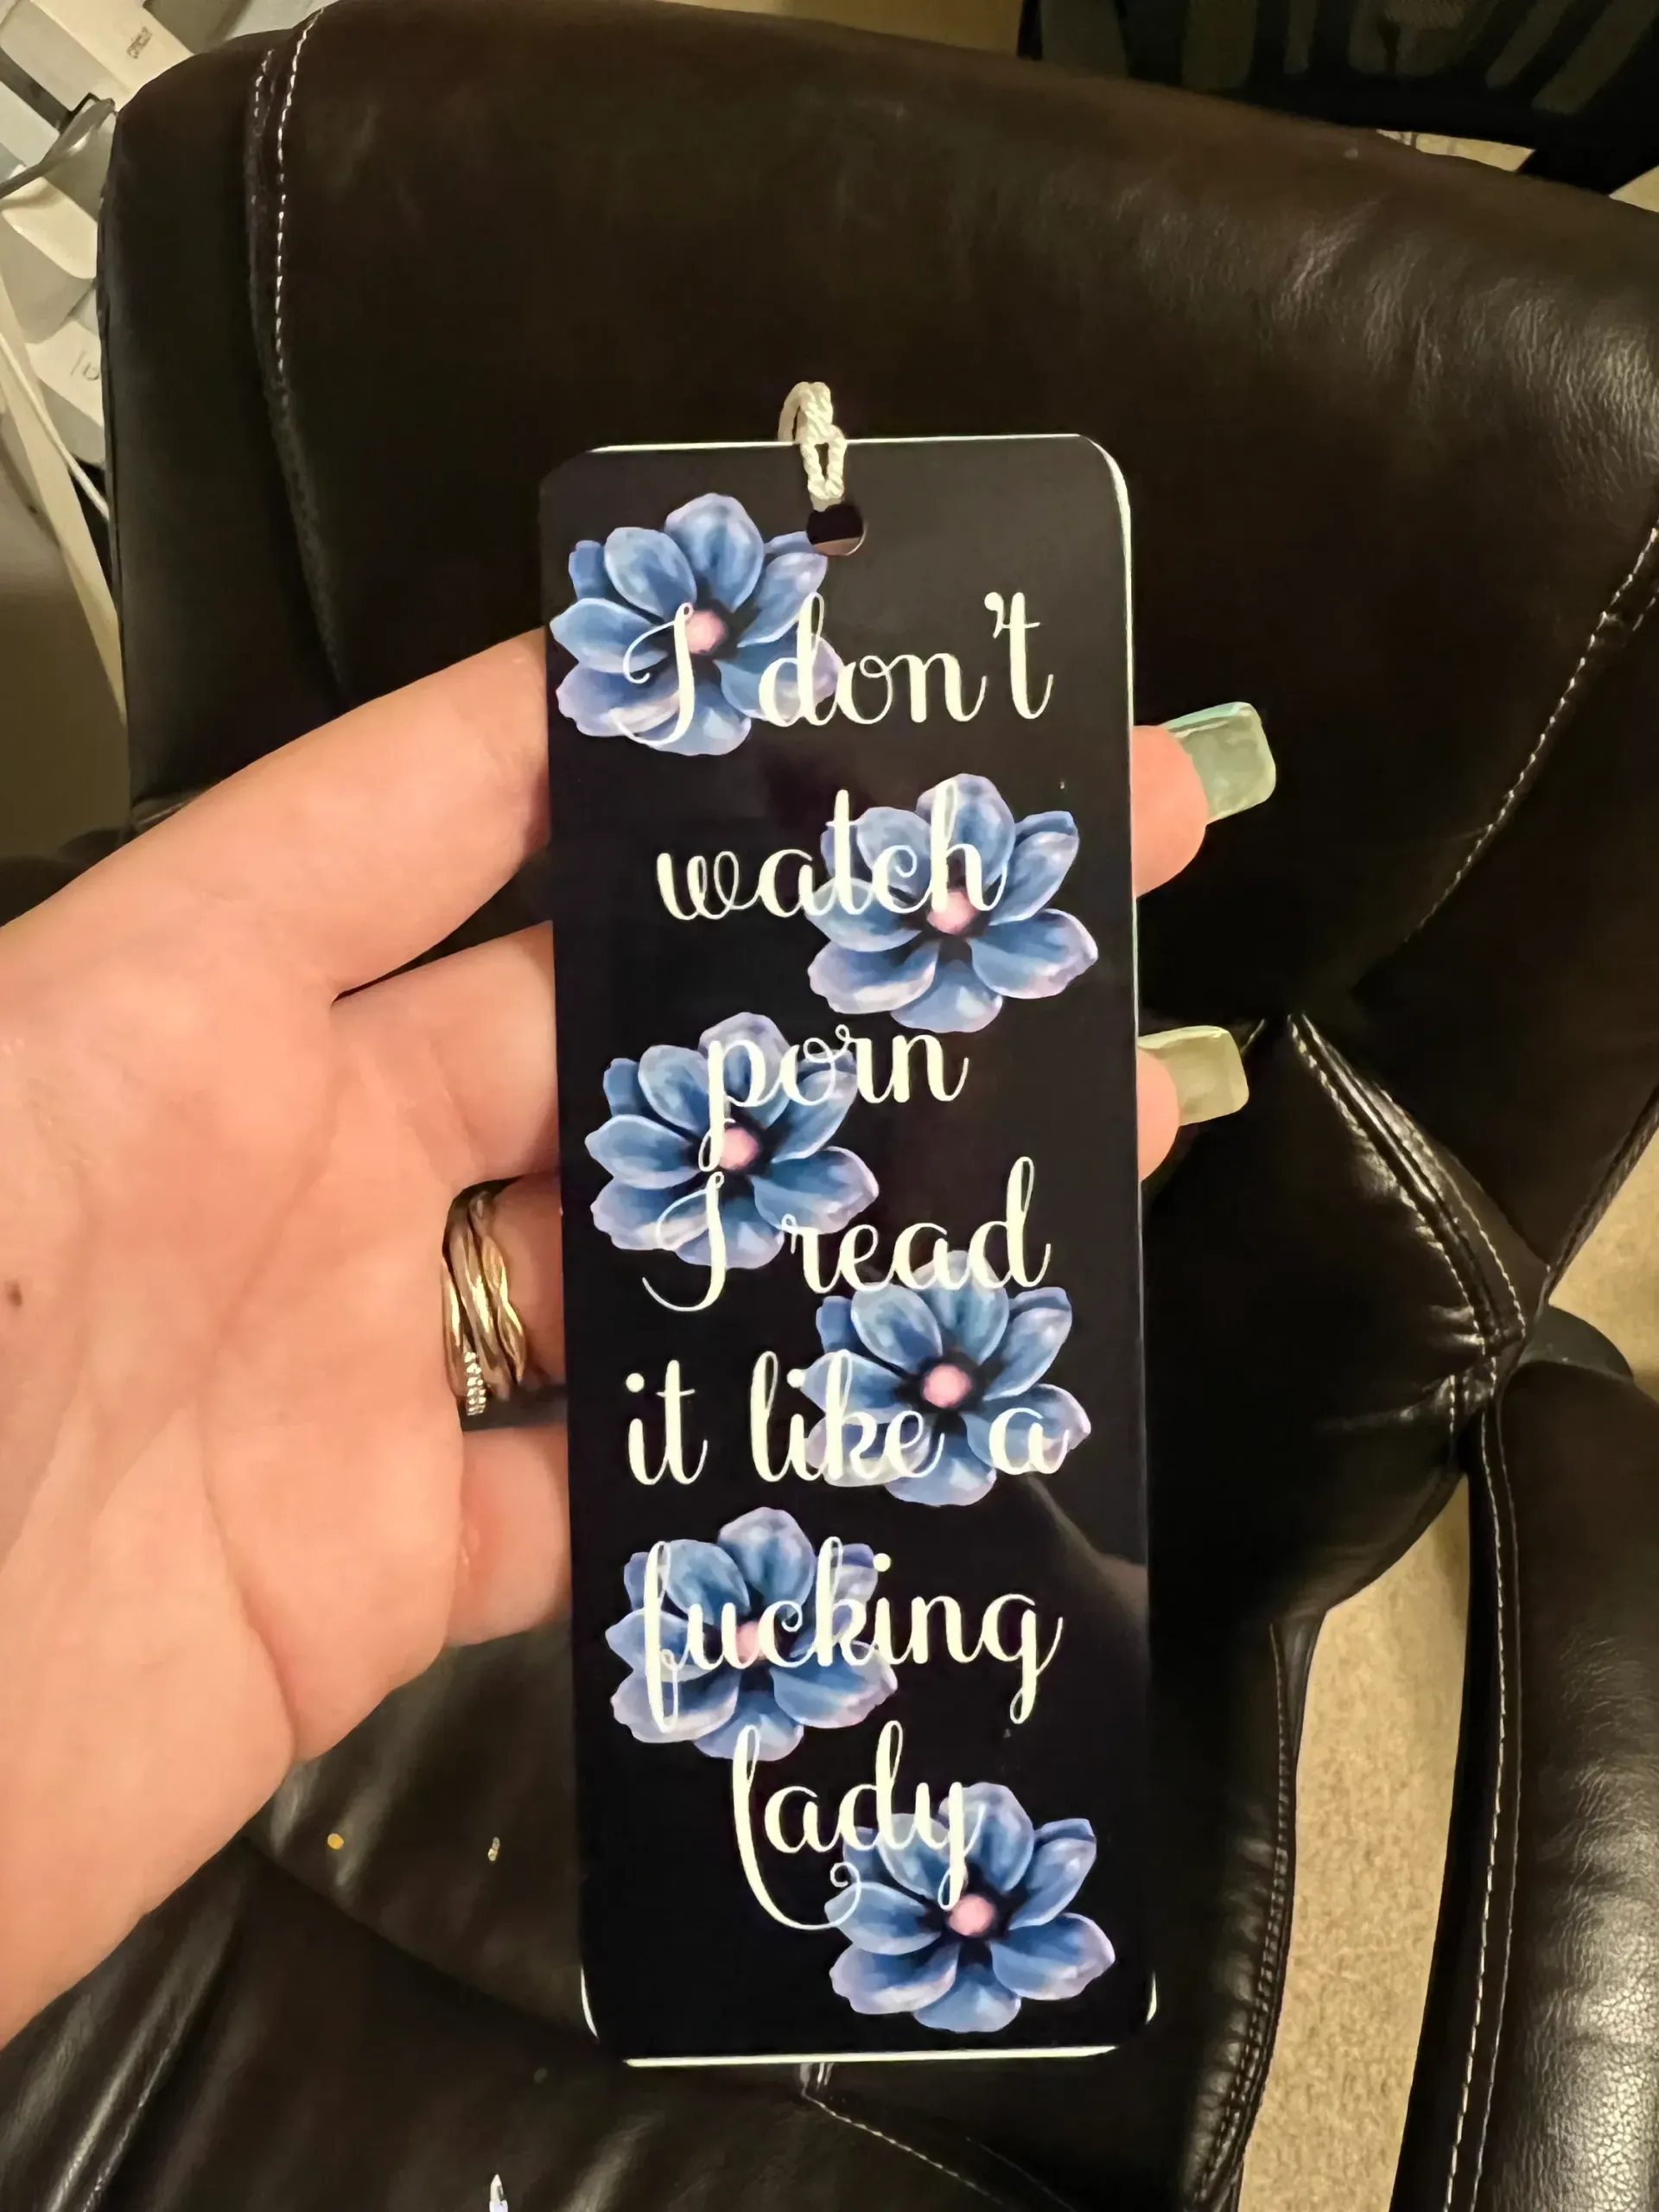 I don't
watch
porn
I read
it like a
fucking
lady